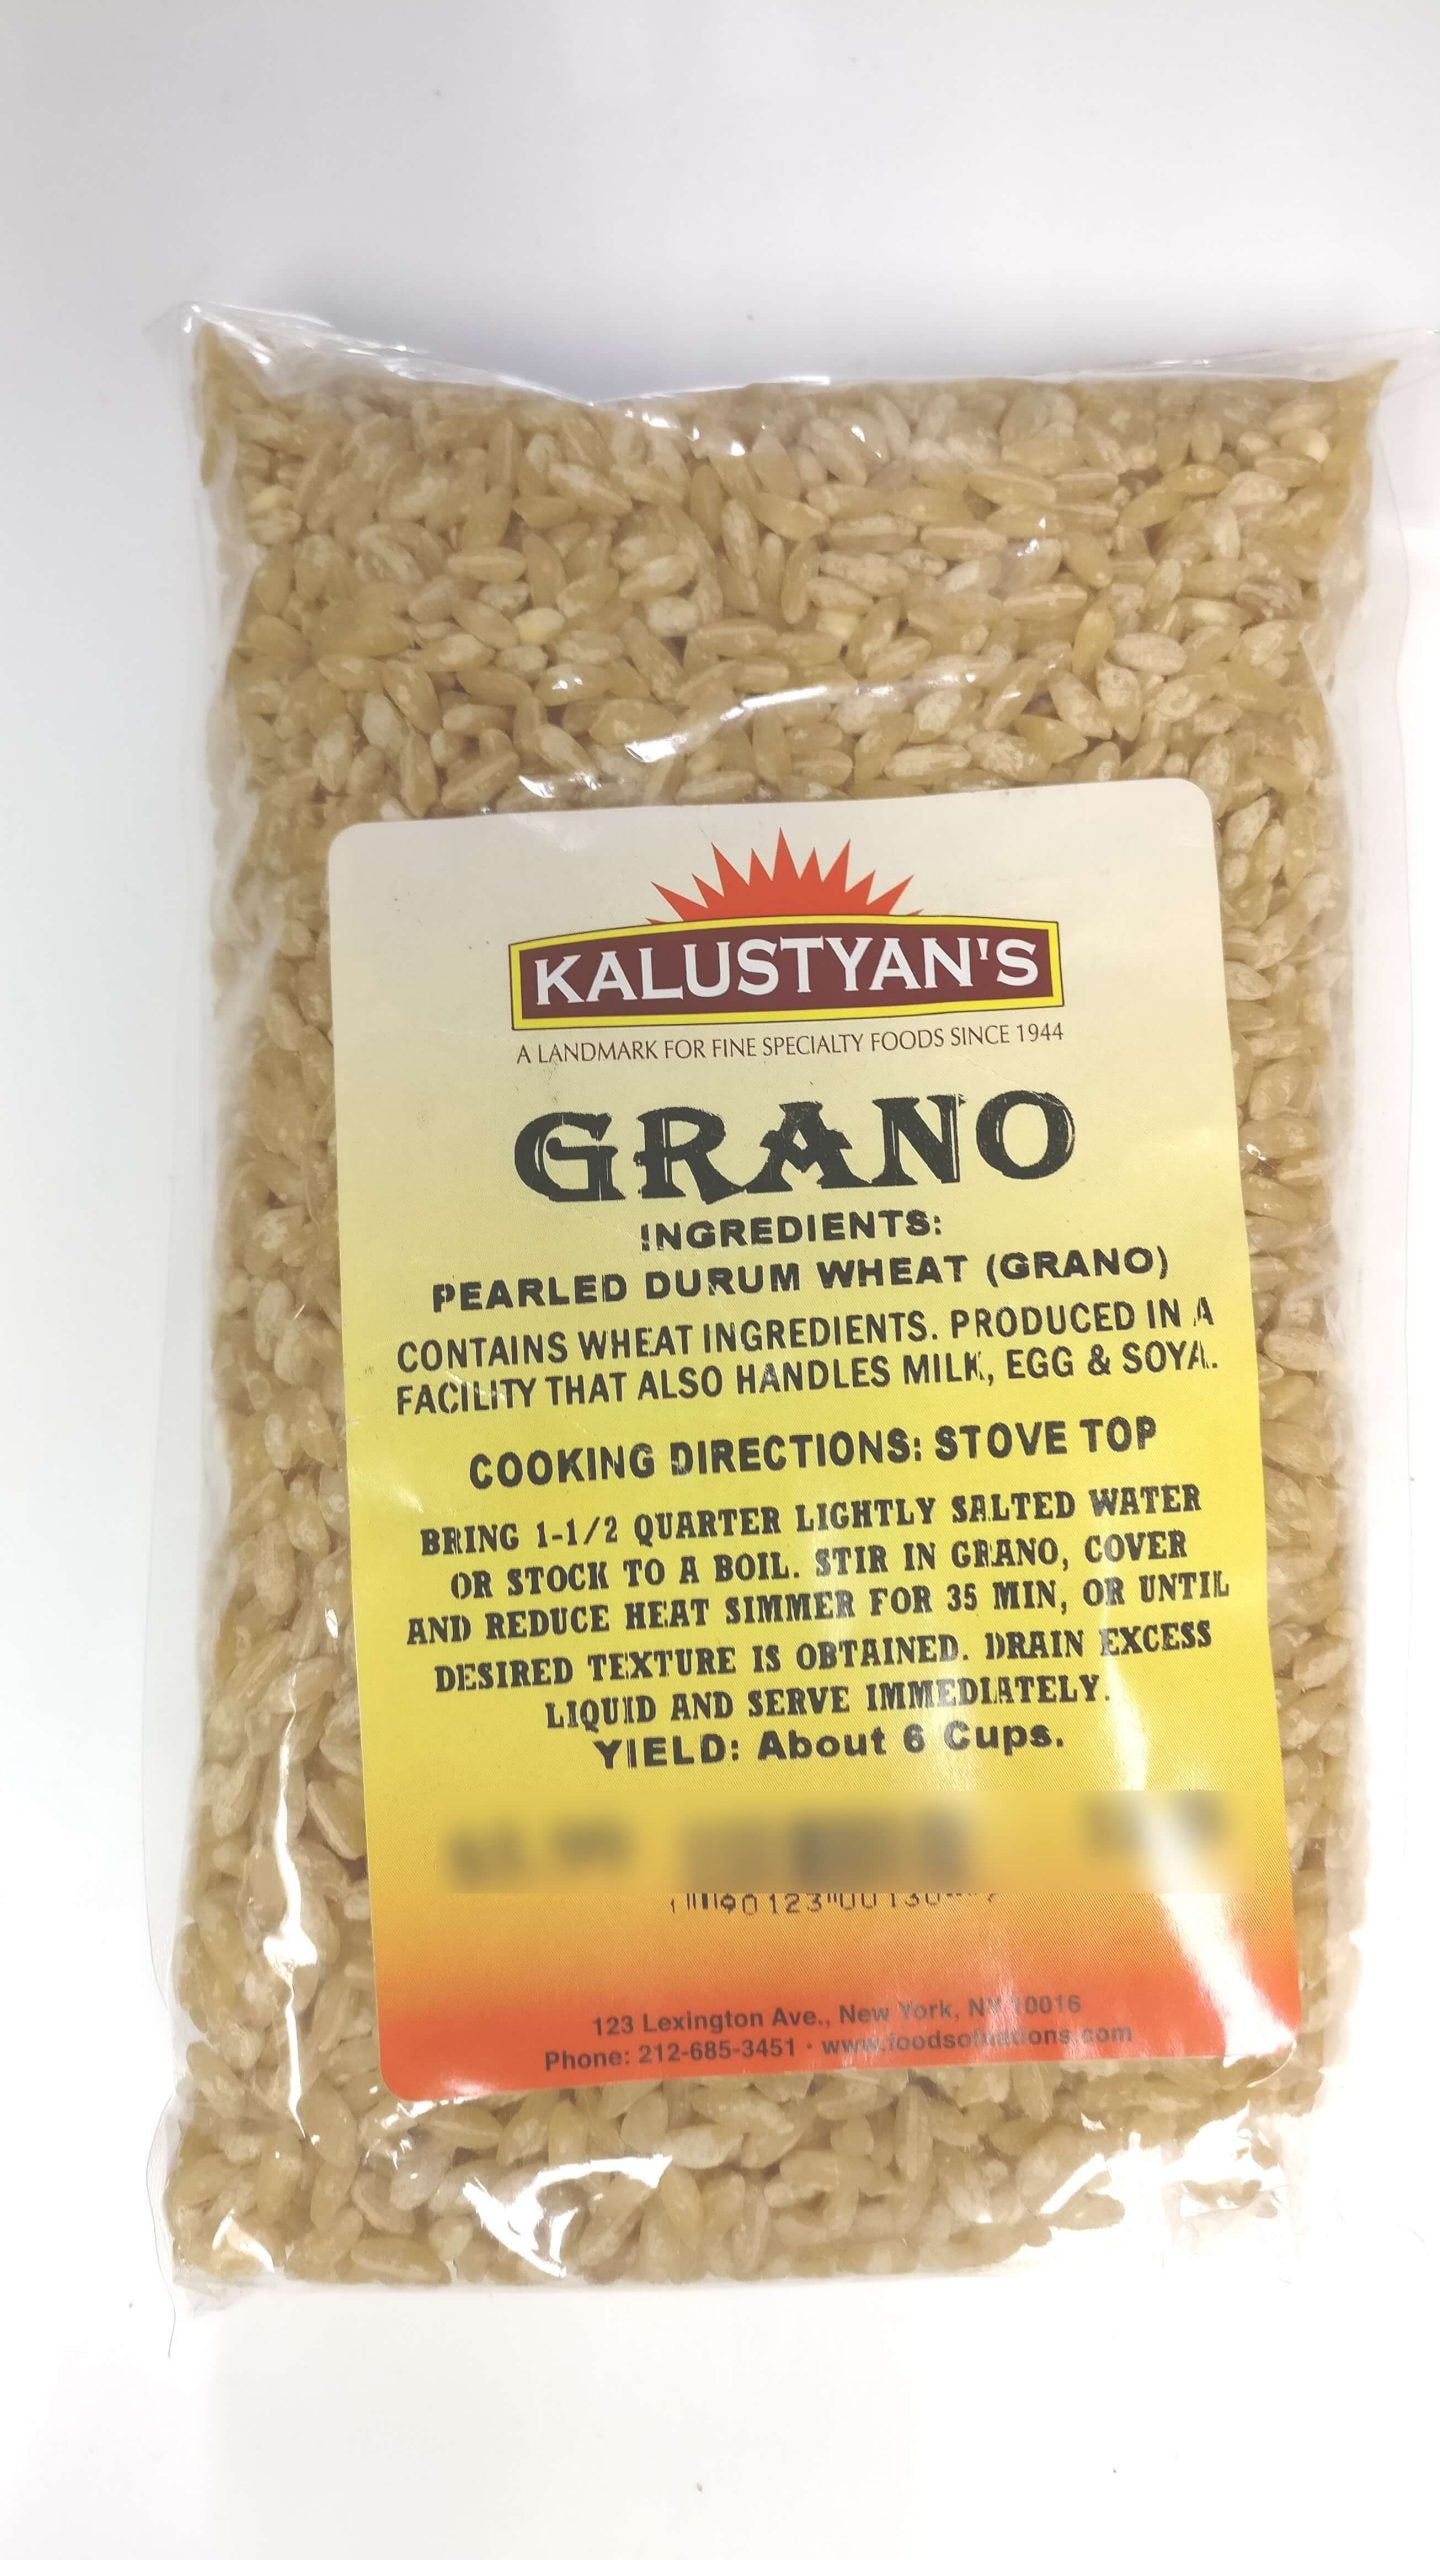 KALUSTYAN'S
A LANDMARK FOR FINE SPECIALTY FOODS SINCE 1944
GRANO
INGREDIENTS:
PEARLED DURUM WHEAT (GRANO)
CONTAINS WHEAT INGREDIENTS. PRODUCED IN A
FACILITY THAT ALSO HANDLES MILK, EGG & SOYA.
COOKING DIRECTIONS: STOVE TOP
BRING 1-1/2 QUARTER LIGHTLY SALTED WATER
OR STOCK TO A BOIL. STIR IN GRANO, COVER
AND REDUCE HEAT SIMMER FOR 35 MIN, OR UNTIL
DESIRED TEXTURE IS OBTAINED. DRAIN EXCESS
LIQUID AND SERVE IMMEDIATELY.
YIELD: About 6 Cups.
123 Lexington Ave., New York, NY 10016
Phone: 212-685-3451 • www.foodsofnations.com